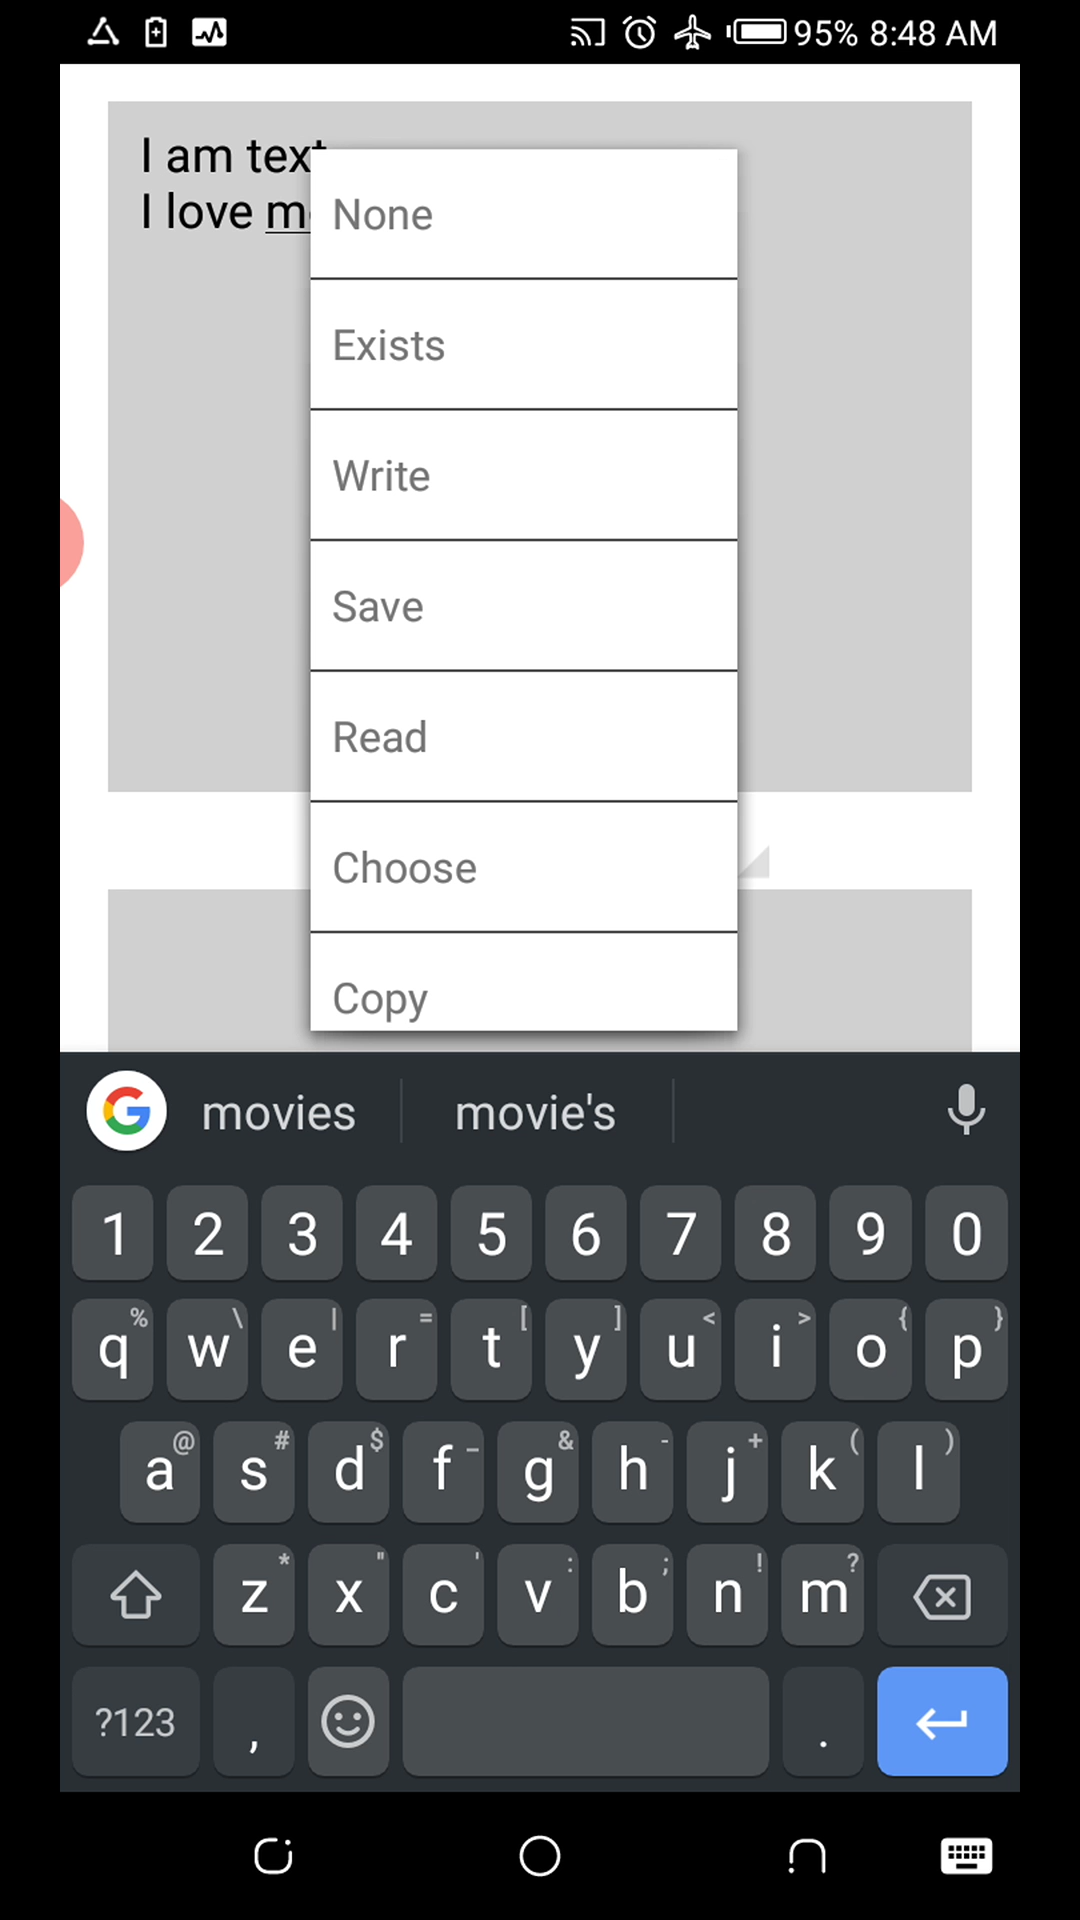 95% 8:48 AM
I am text
I love
None
Exists
Write
Save
Read
Choose
Copy
movies movie's
1 2 3 4 5 6 7 8 9 0
% \ | = [ ] < > { }
q w e r t y u i o p
@ # $ _ & - + ( )
a s d f g h j k l
* " ' : ; ! ?
z x c v b n m
?123 , .